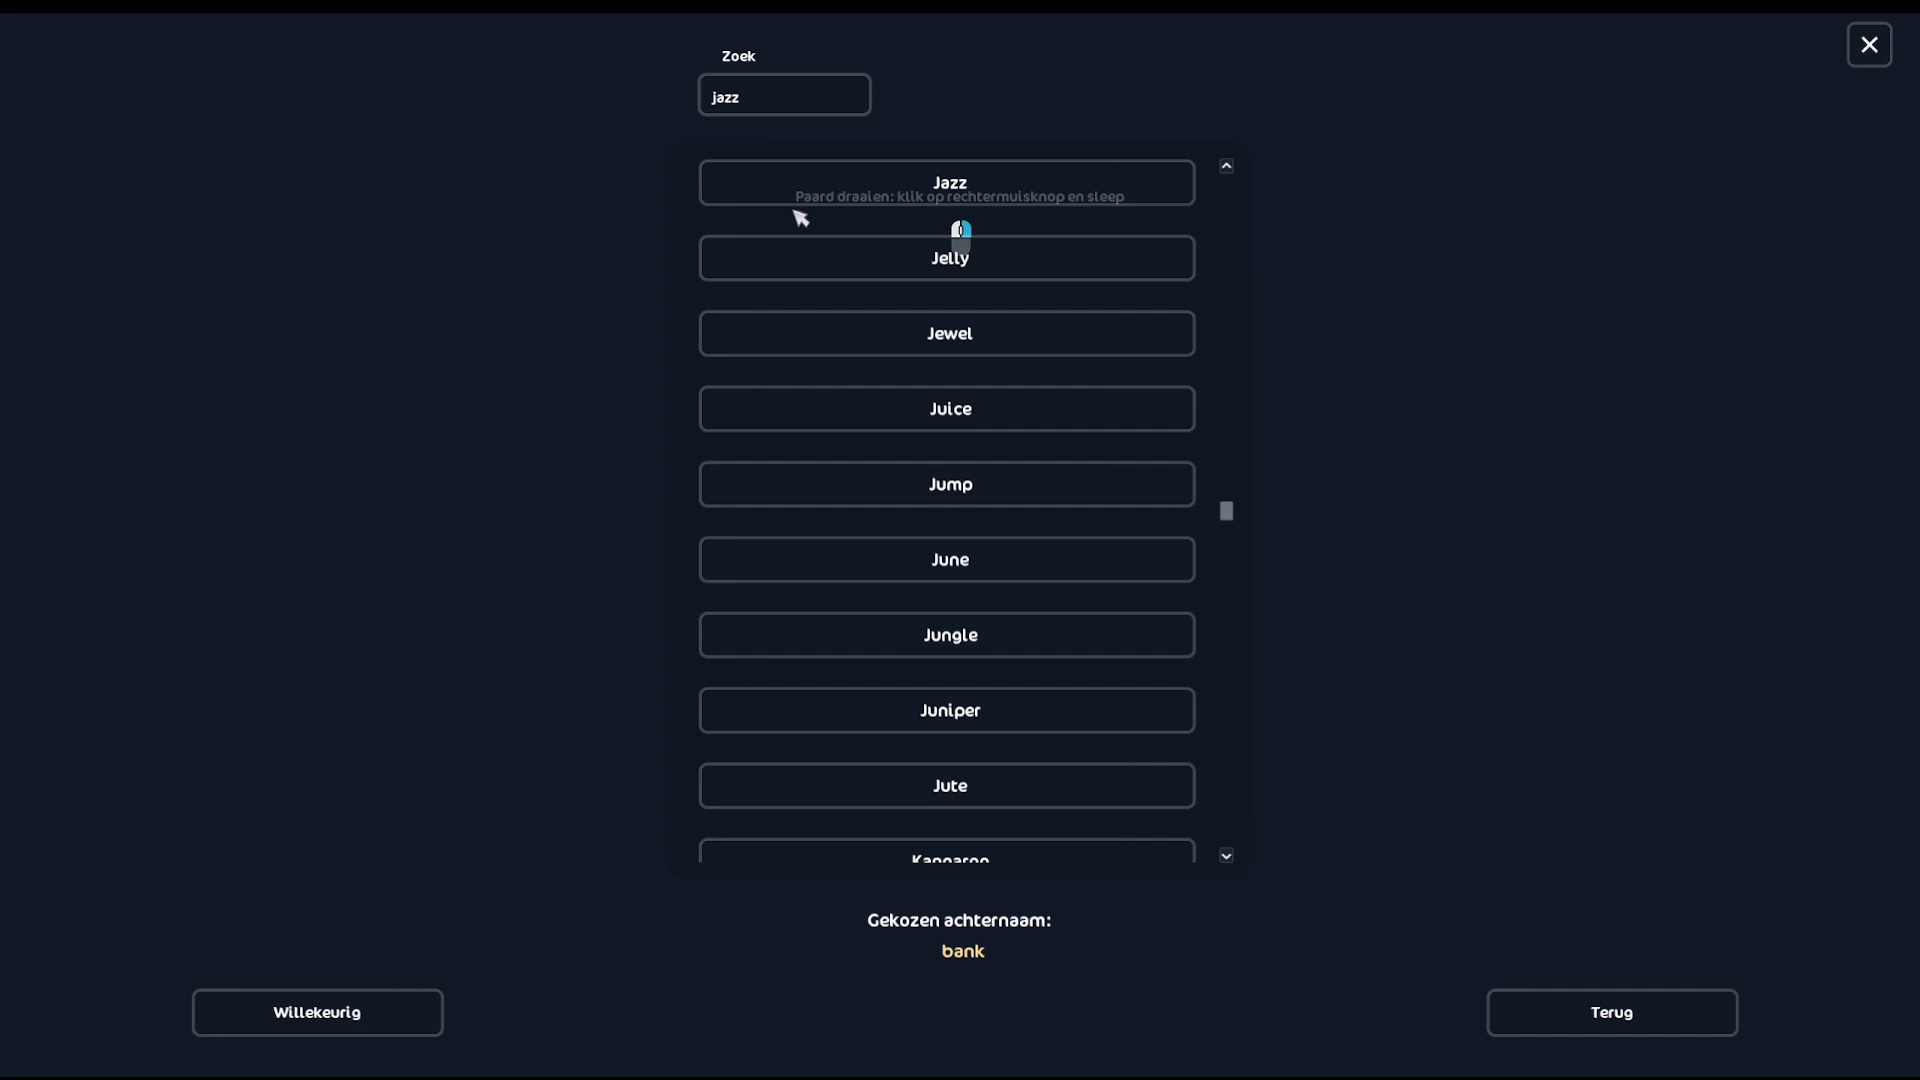 Zoek
jazz
Jazz
Paard draaien: klik op rechtermuisknop en sleep
Jelly
Jewel
Juice
Jump
June
Jungle
Juniper
Jute
Kangaroo
Gekozen achternaam:
bank
Willekeurig
Terug